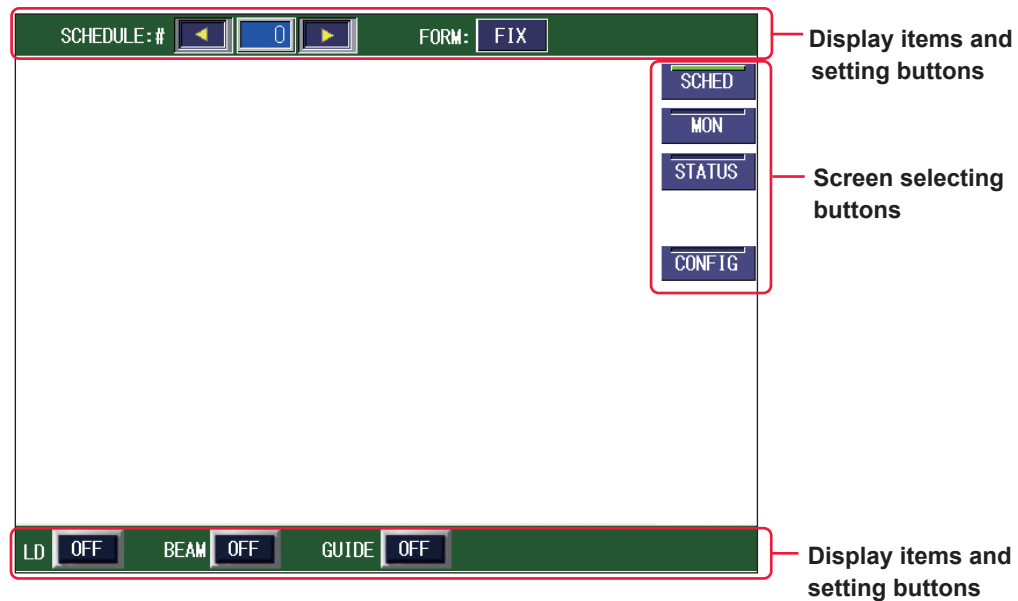 SCHEDULE:# 0 FORM: FIX
Display items and
setting buttons
SCHED
MON
STATUS
CONFIG
Screen selecting
buttons
LD OFF BEAM OFF GUIDE OFF
Display items and
setting buttons